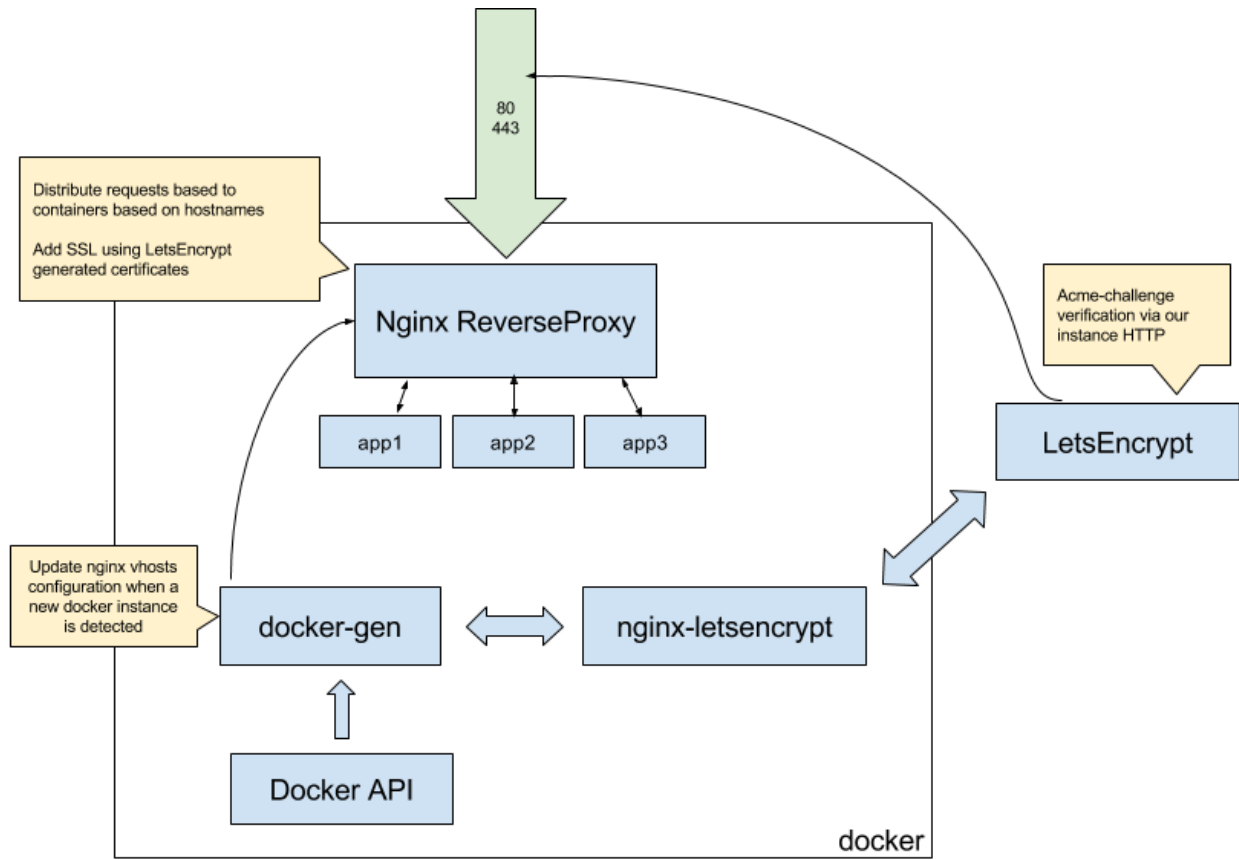 80
443
Distribute requests based to
containers based on hostnames
Add SSL using LetsEncrypt
generated certificates
Nginx ReverseProxy
Acme-challenge
verification via our
instance HTTP
app1
app2
app3
LetsEncrypt
Update nginx vhosts
configuration when a
new docker instance
is detected
docker-gen
nginx-letsencrypt
Docker API
docker